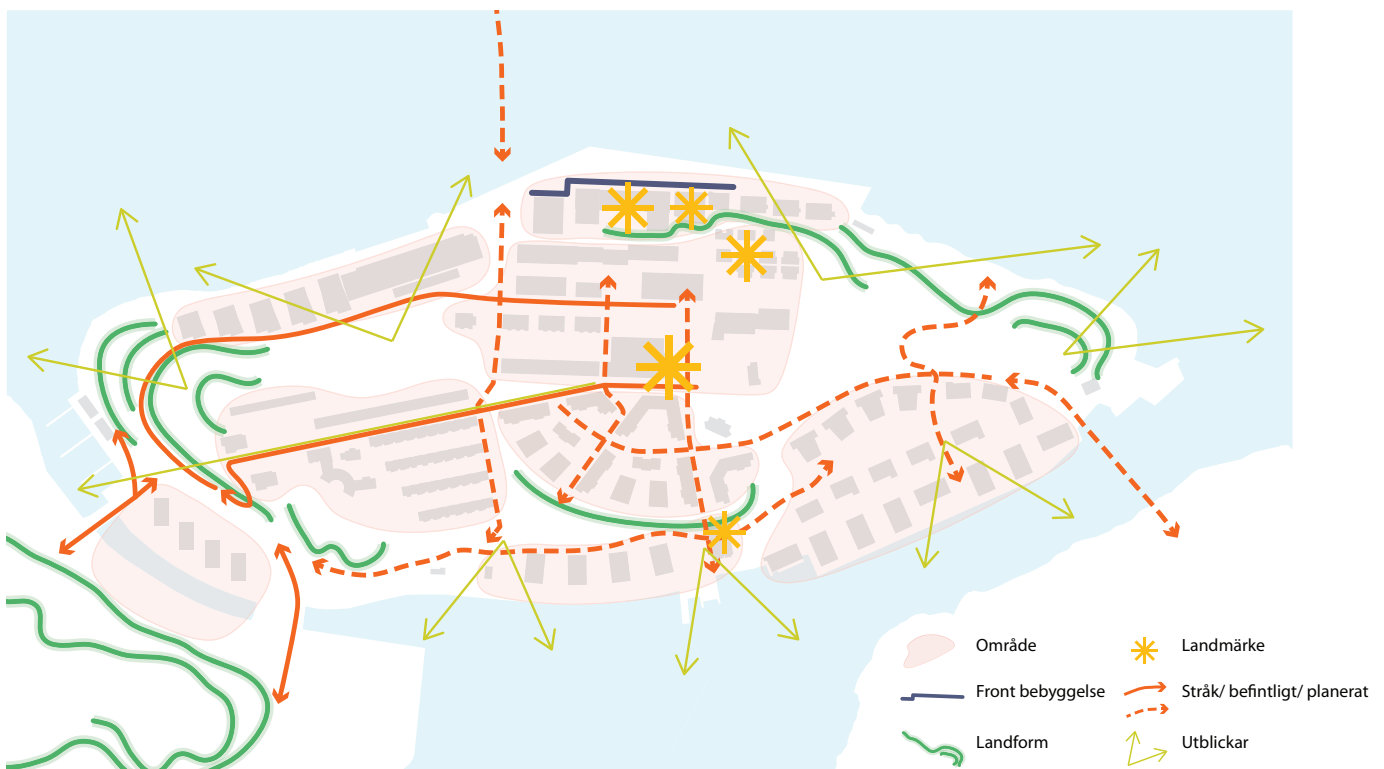 Område
Landmärke
Front bebyggelse
Stråk/ befintligt/ planerat
Landform
Utblickar